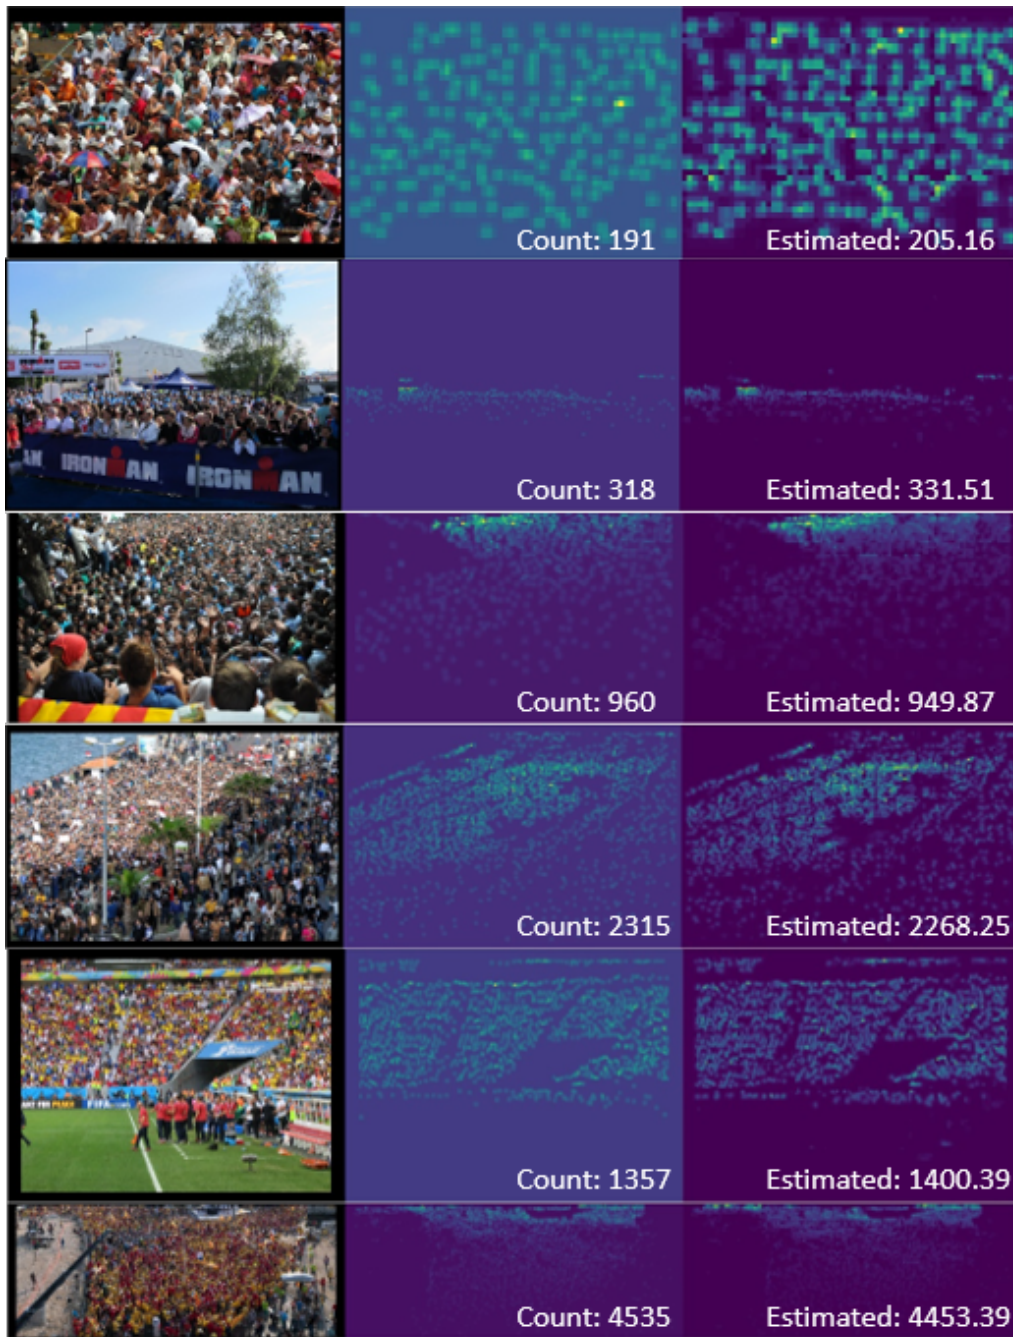 Count: 191
Estimated: 205.16
IRONMAN
IRONMAN
Count: 318
Estimated: 331.51
Count: 960
Estimated: 949.87
Count: 2315
Estimated: 2268.25
FIFA
Count: 1357
Estimated: 1400.39
Count: 4535
Estimated: 4453.39